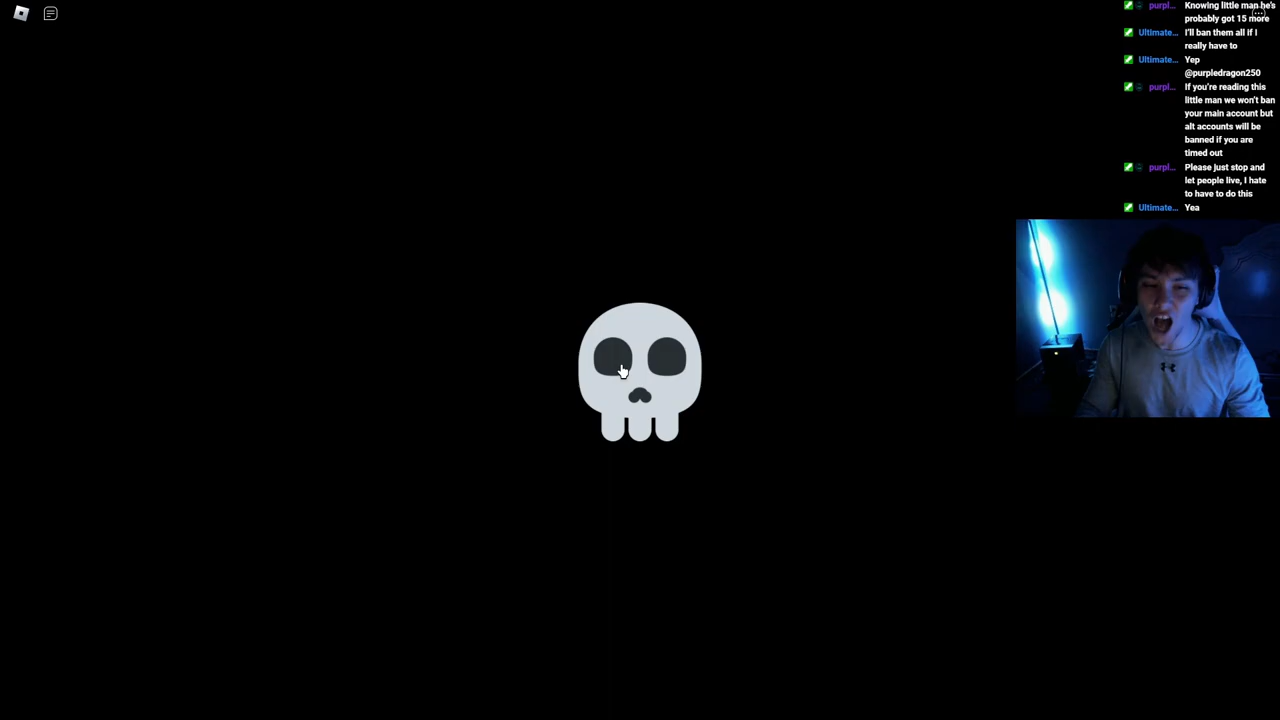 purpl... Knowing little man he's
probably got 15 more
Ultimate... I'll ban them all if I
really have to
Ultimate... Yep
@purpledragon250
purpl... If you're reading this
little man we won't ban
your main account but
alt accounts will be
banned if you are
timed out
purpl... Please just stop and
let people live, I hate
to have to do this
Ultimate... Yea